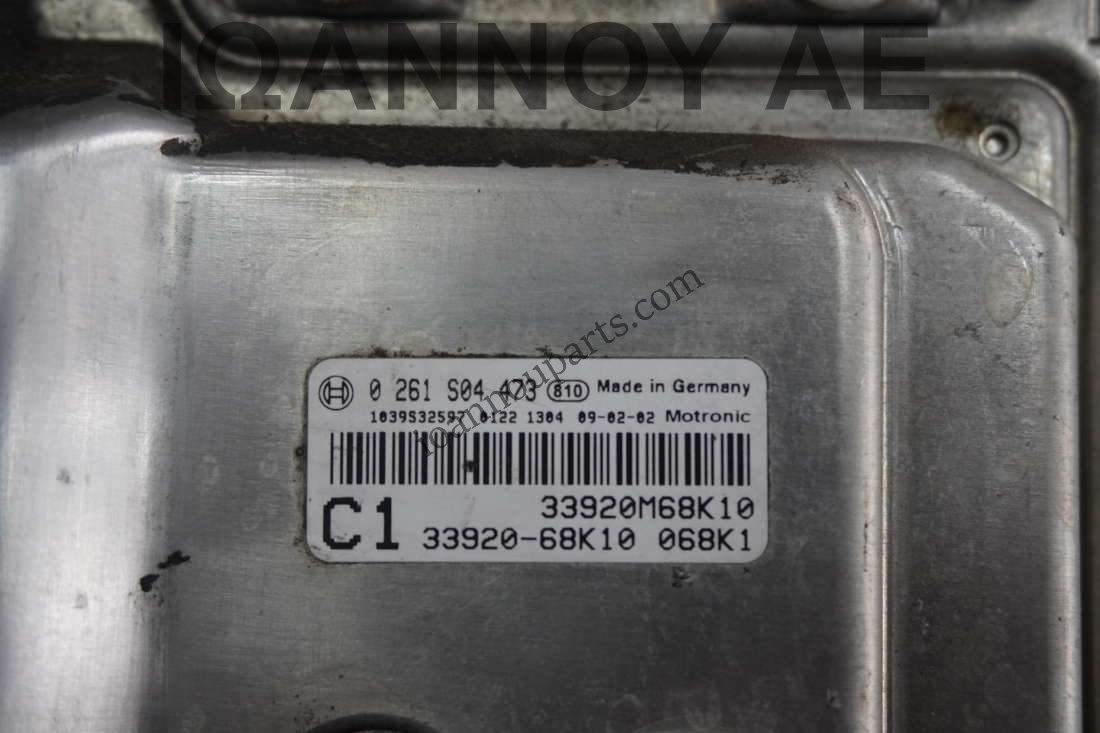 ΙΩΑΝΝΟΥ ΑΕ
ioannouparts.com
0 261 S04 473 810 Made in Germany
1039S32597 0122 1304 09-02-02 Motronic
C1
33920M68K10
33920-68K10 068K1